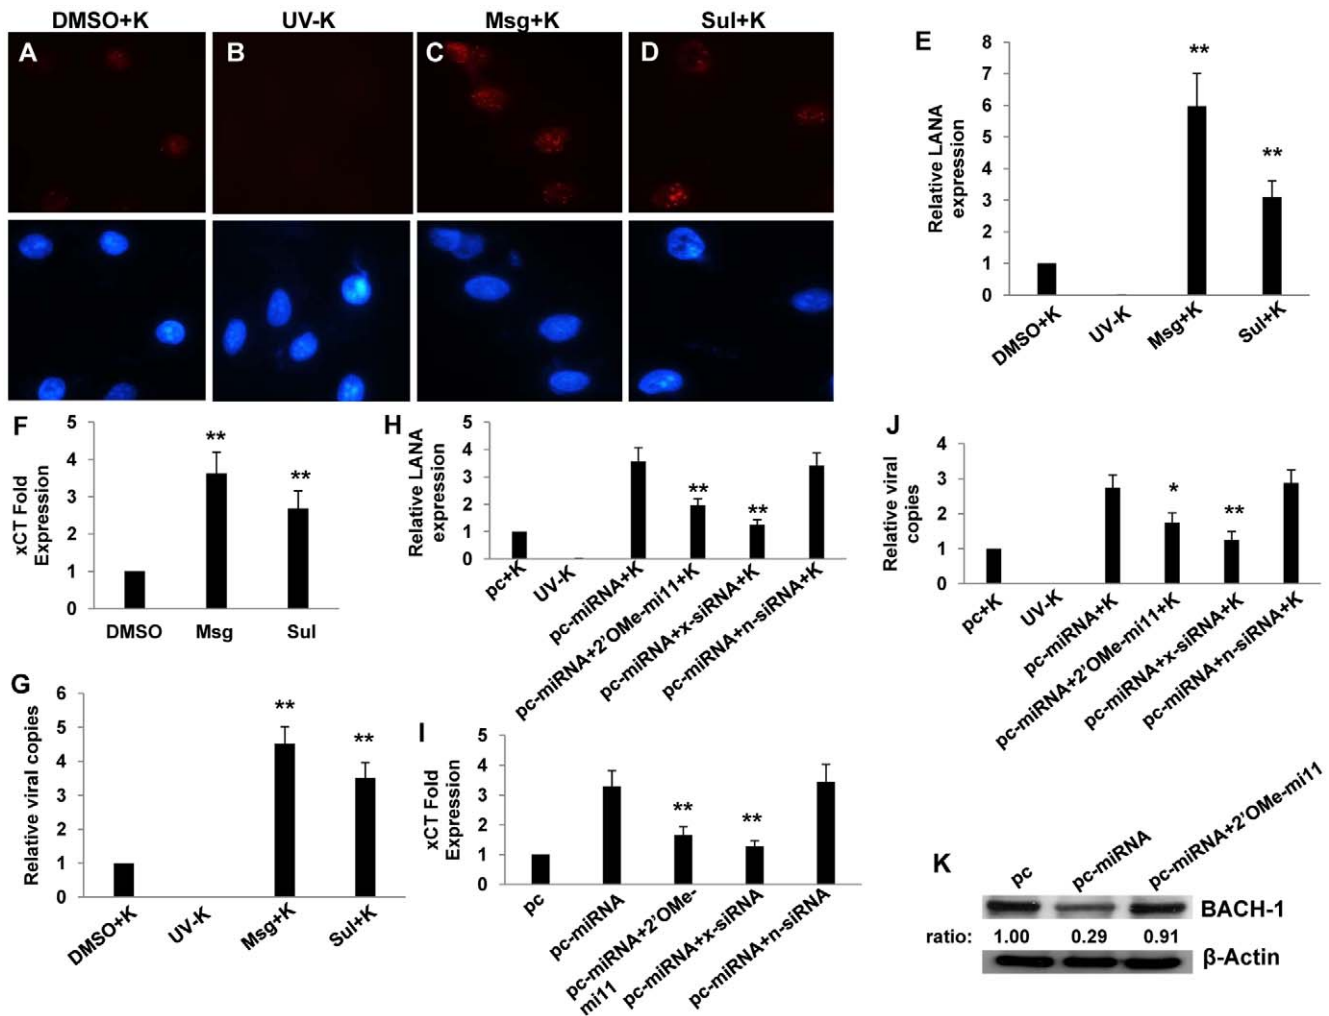 DMSO+K UV-K Msg+K Sul+K
A B C D
E
Relative LANA
expression
8
7
6
5
4
3
2
1
0
**
**
DMSO+K UV-K Msg+K Sul+K
F
xCT Fold
Expression
5
4
3
2
1
0
**
**
DMSO Msg Sul
H
Relative LANA
expression
5
4
3
2
1
0
**
**
pc+K
UV-K
pc-miRNA+K
pc-miRNA+2'OMe-mi11+K
pc-miRNA+x-siRNA+K
pc-miRNA+n-siRNA+K
J
Relative viral
copies
4
3
2
1
0
*
**
pc+K
UV-K
pc-miRNA+K
pc-miRNA+2'OMe-mi11+K
pc-miRNA+x-siRNA+K
pc-miRNA+n-siRNA+K
G
Relative viral copies
6
5
4
3
2
1
0
**
**
DMSO+K UV-K Msg+K Sul+K
I
xCT Fold
Expression
5
4
3
2
1
0
**
**
pc
pc-miRNA
pc-miRNA+2'OMe-
mi11
pc-miRNA+x-siRNA
pc-miRNA+n-siRNA
K
pc
pc-miRNA
pc-miRNA+2'OMe-mi11
BACH-1
ratio: 1.00 0.29 0.91
β-Actin